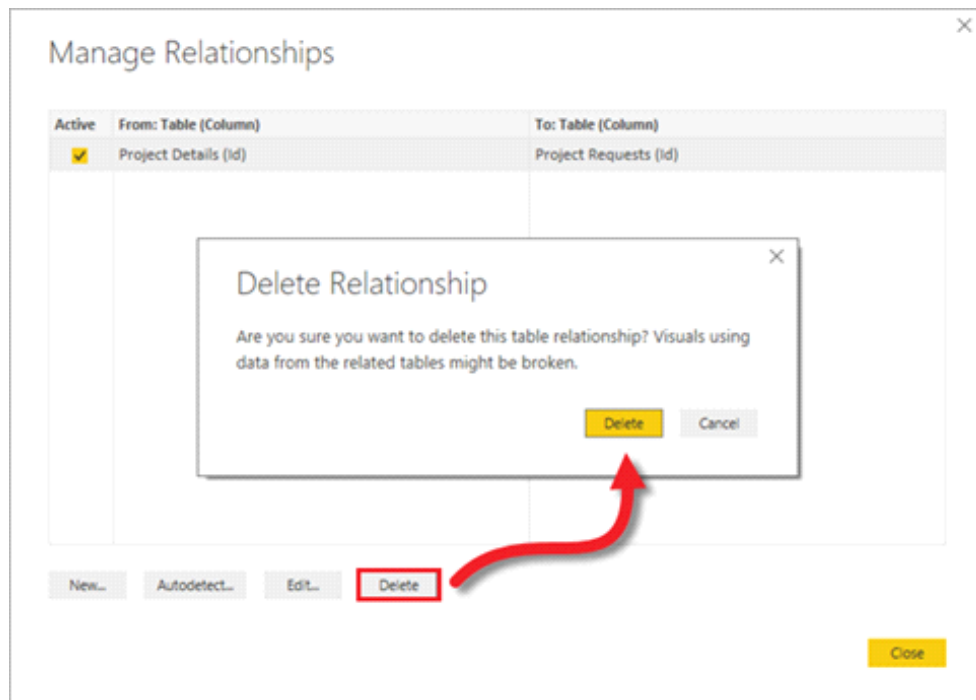 Manage Relationships
Active From: Table (Column) To: Table (Column)
Project Details (Id) Project Requests (Id)
Delete Relationship
Are you sure you want to delete this table relationship? Visuals using
data from the related tables might be broken.
Delete Cancel
New... Autodetect... Edit... Delete
Close